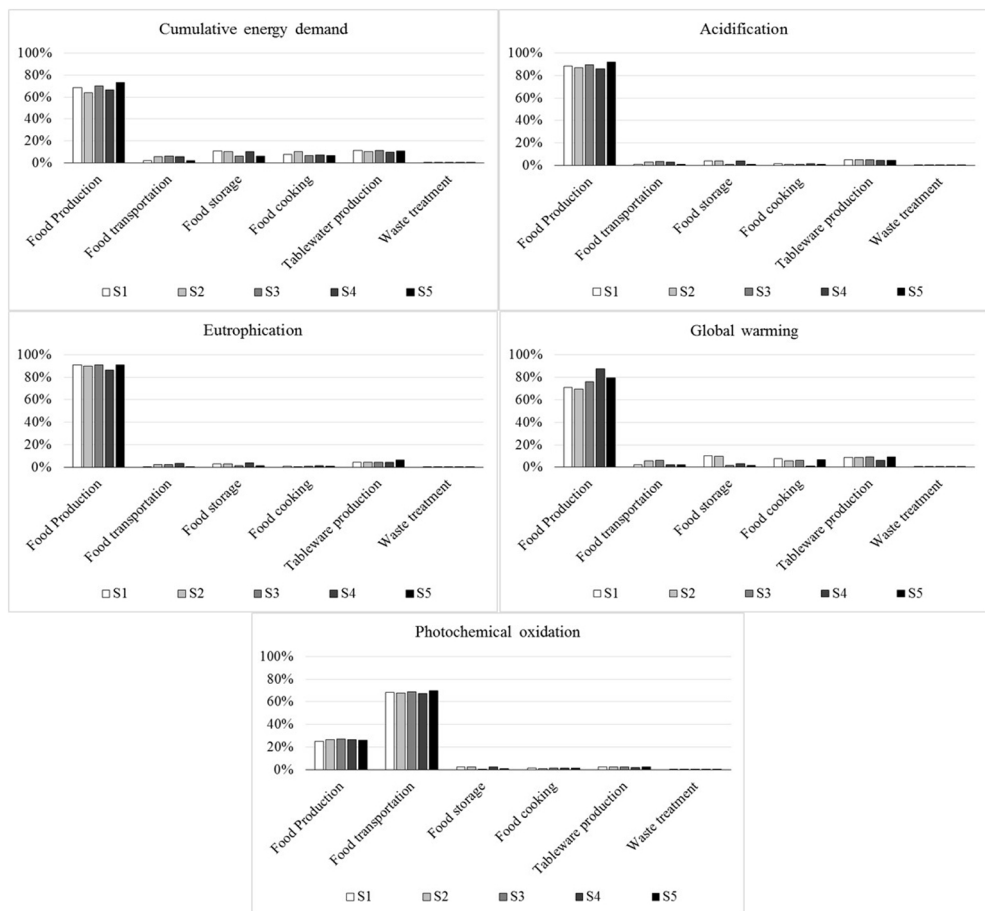 Cumulative energy demand
100%
80%
60%
40%
20%
0%
Food Production
Food transportation
Food storage
Food cooking
Tablewater production
Waste treatment
S1 S2 S3 S4 S5
Acidification
100%
80%
60%
40%
20%
0%
Food Production
Food transportation
Food storage
Food cooking
Tableware production
Waste treatment
S1 S2 S3 S4 S5
Eutrophication
100%
80%
60%
40%
20%
0%
Food Production
Food transportation
Food storage
Food cooking
Tableware production
Waste treatment
S1 S2 S3 S4 S5
Global warming
100%
80%
60%
40%
20%
0%
Food Production
Food transportation
Food storage
Food cooking
Tableware production
Waste treatment
S1 S2 S3 S4 S5
Photochemical oxidation
100%
80%
60%
40%
20%
0%
Food Production
Food transportation
Food storage
Food cooking
Tableware production
Waste treatment
S1 S2 S3 S4 S5